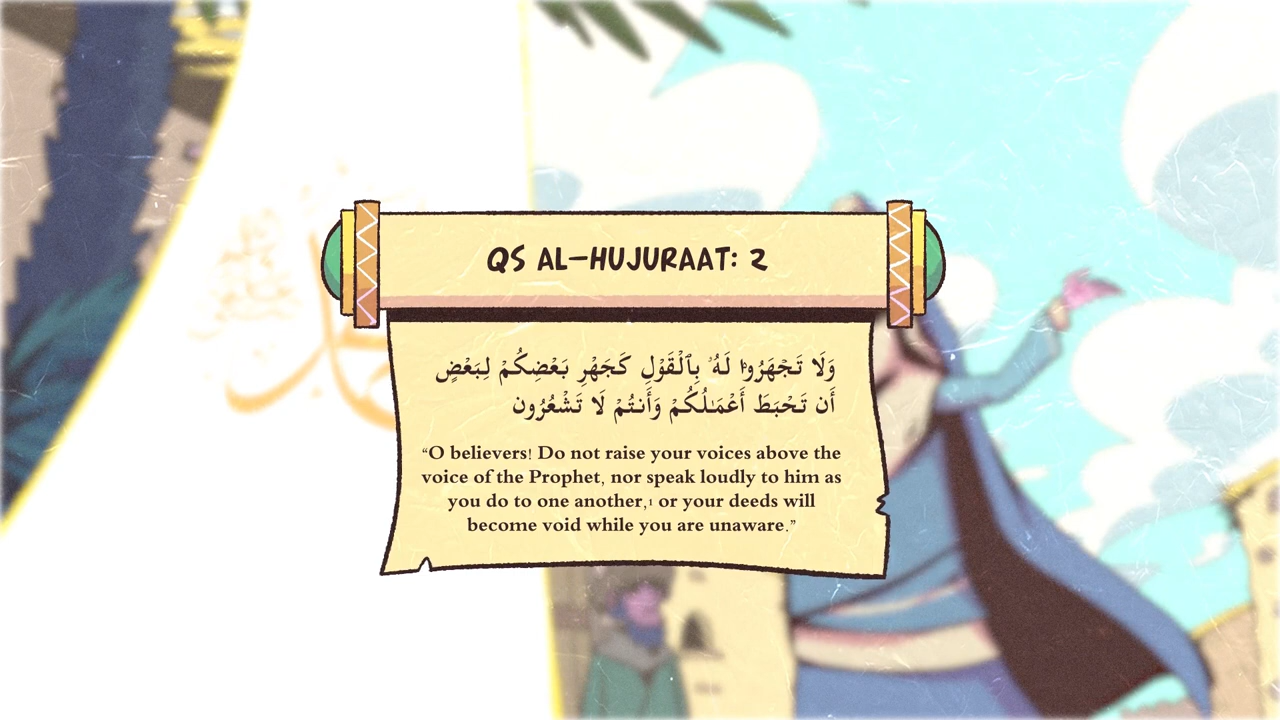 QS AL-HUJURAAT: 2
وَلَا تَجْهَرُوا۟ لَهُۥ بِٱلْقَوْلِ كَجَهْرِ بَعْضِكُمْ لِبَعْضٍ
أَن تَحْبَطَ أَعْمَـٰلُكُمْ وَأَنتُمْ لَا تَشْعُرُون
“O believers! Do not raise your voices above the
voice of the Prophet, nor speak loudly to him as
you do to one another,¹ or your deeds will
become void while you are unaware.”